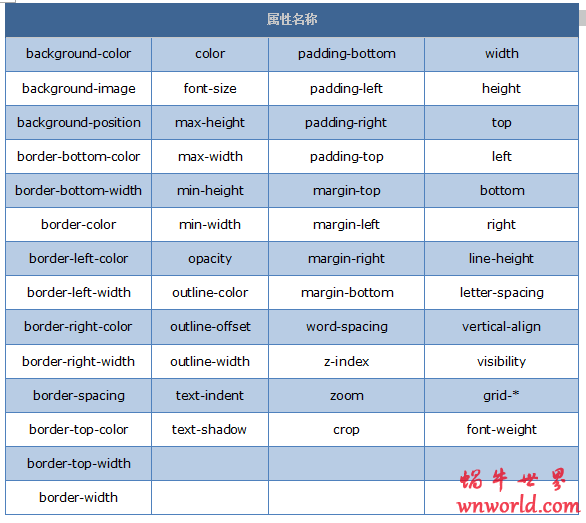 属性名称
background-color color padding-bottom width
background-image font-size padding-left height
background-position max-height padding-right top
border-bottom-color max-width padding-top left
border-bottom-width min-height margin-top bottom
border-color min-width margin-left right
border-left-color opacity margin-right line-height
border-left-width outline-color margin-bottom letter-spacing
border-right-color outline-offset word-spacing vertical-align
border-right-width outline-width z-index visibility
border-spacing text-indent zoom grid-*
border-top-color text-shadow crop font-weight
border-top-width
border-width
蜗牛世界
wnworld.com